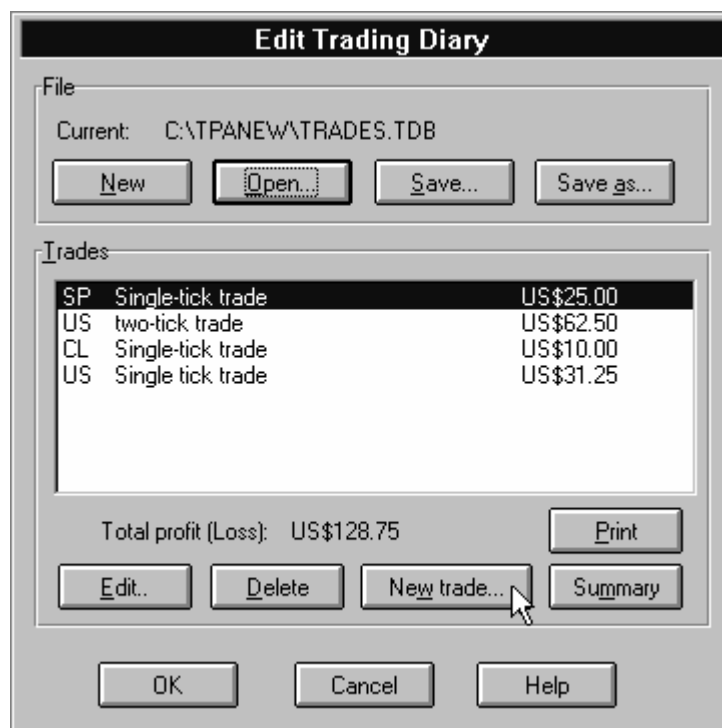 Edit Trading Diary
File
Current: C:\TPANEW\TRADES.TDB
New Open... Save... Save as...
Trades
SP Single-tick trade US$25.00
US two-tick trade US$62.50
CL Single-tick trade US$10.00
US Single tick trade US$31.25
Total profit (Loss): US$128.75 Print
Edit.. Delete New trade... Summary
OK Cancel Help